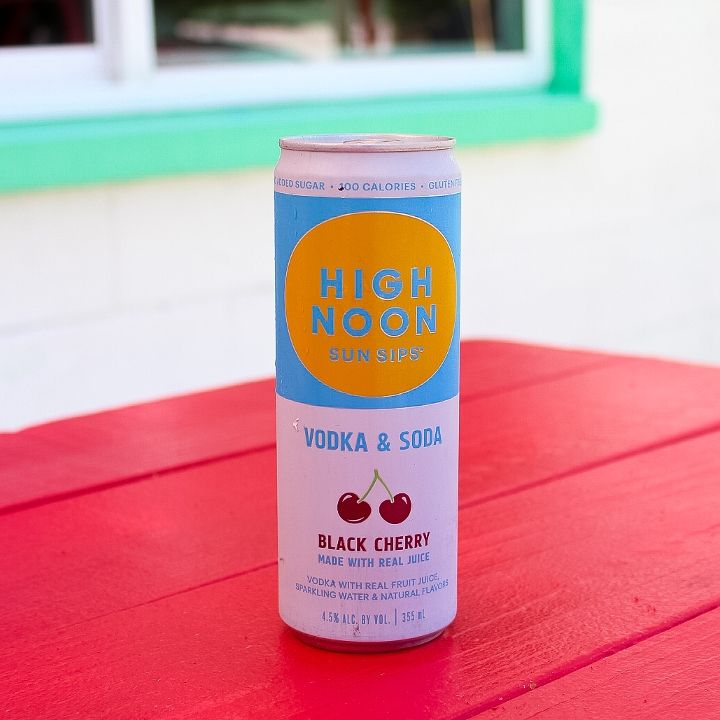 ADDED SUGAR • 100 CALORIES • GLUTEN
HIGH
NOON
SUN SIPS®
VODKA & SODA
BLACK CHERRY
MADE WITH REAL JUICE
VODKA WITH REAL FRUIT JUICE,
SPARKLING WATER & NATURAL FLAVORS
4.5% ALC. BY VOL. | 355 mL